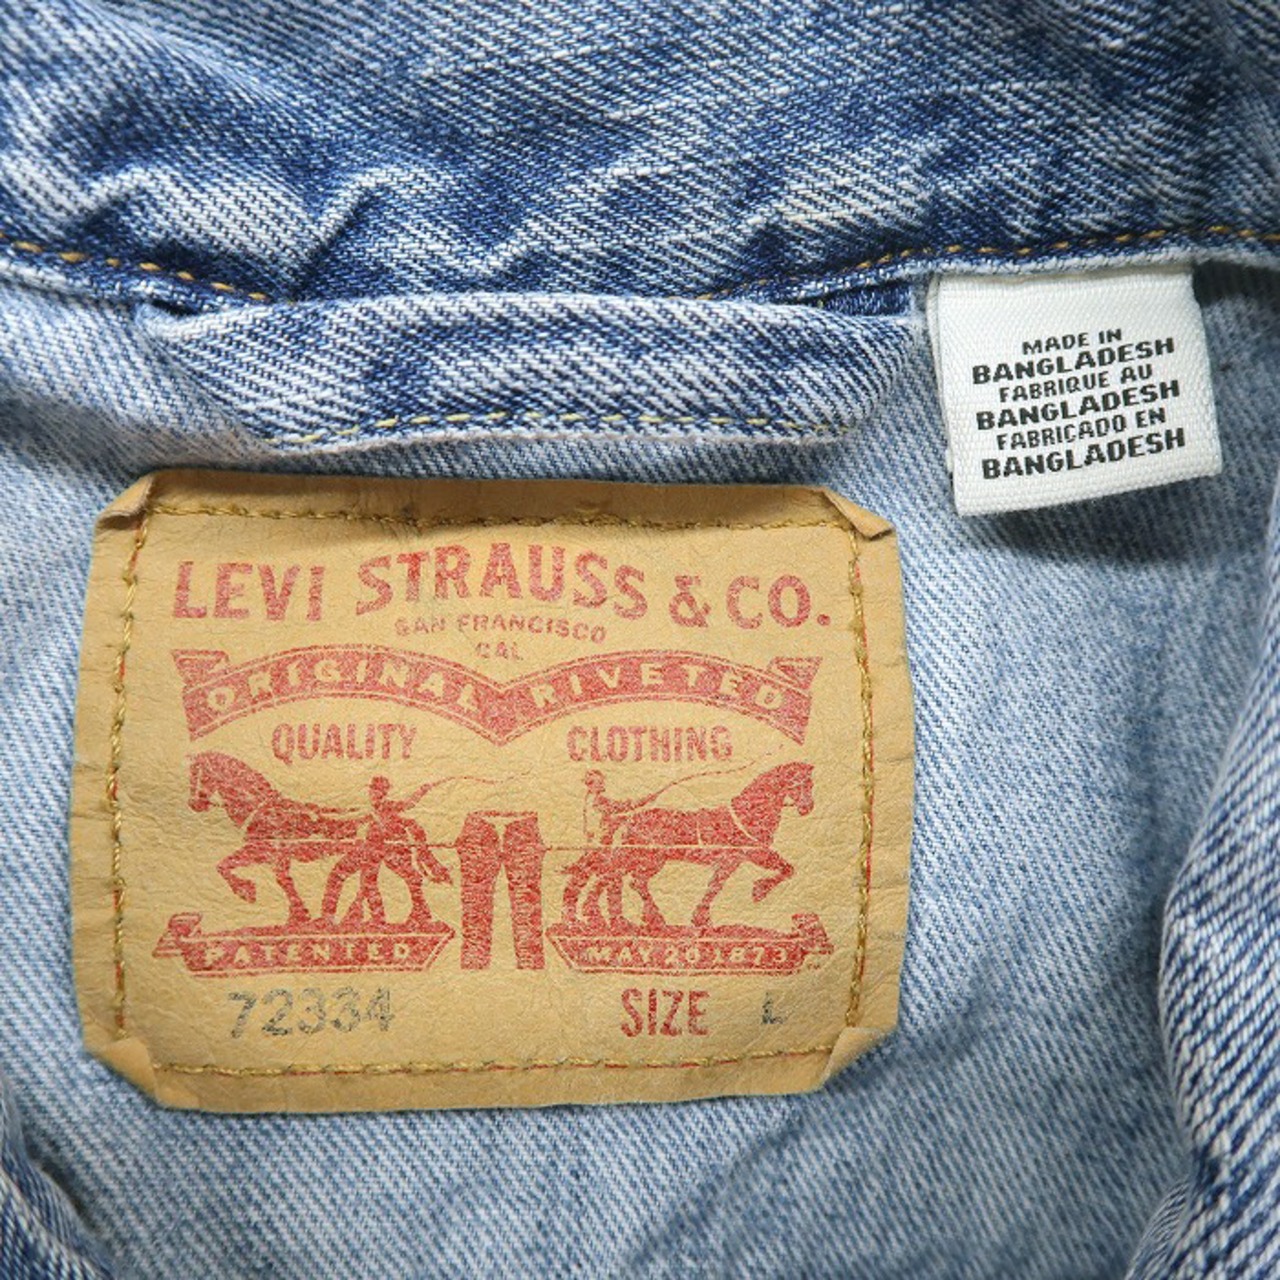 LEVI STRAUSS & CO.
SAN FRANCISCO
CAL
ORIGINAL RIVETED
QUALITY CLOTHING
PATENTED MAY 20 1873
72334 SIZE L
MADE IN
BANGLADESH
FABRIQUE AU
BANGLADESH
FABRICADO EN
BANGLADESH